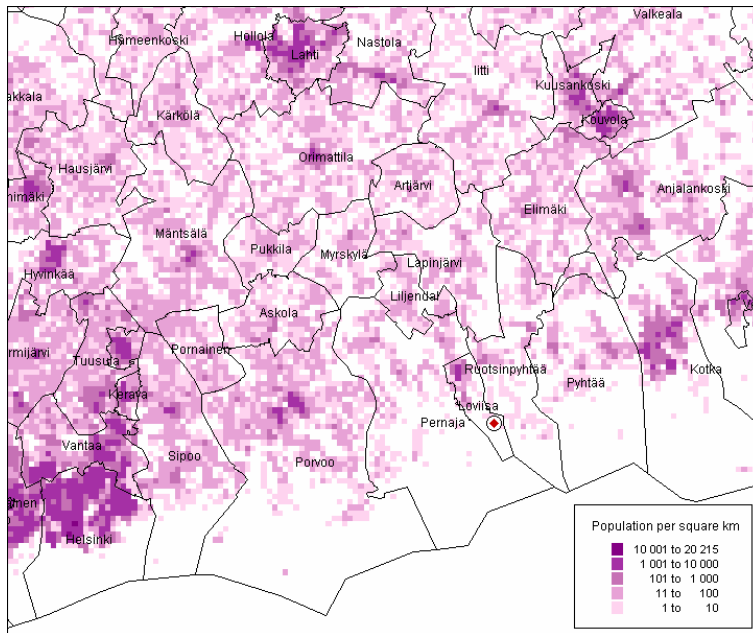 Valkeala
Hämeenkoski
Hollola
Nastola
Lahti
Iitti
Kuusankoski
akkala
Kärkölä
Kouvola
Orimattila
Hausjärvi
Artjärvi
Anjalankoski
himäki
Elimäki
Mäntsälä
Pukkila
Myrskylä
Lapinjärvi
Hyvinkää
Liljendal
Askola
rmijärvi
Pornainen
Tuusula
Ruotsinpyhtää
Kotka
Pyhtää
Kerava
Loviisa
Pernaja
Vantaa
Sipoo
Porvoo
men
Helsinki
Population per square km
10 001 to 20 215
1 001 to 10 000
101 to 1 000
11 to 100
1 to 10